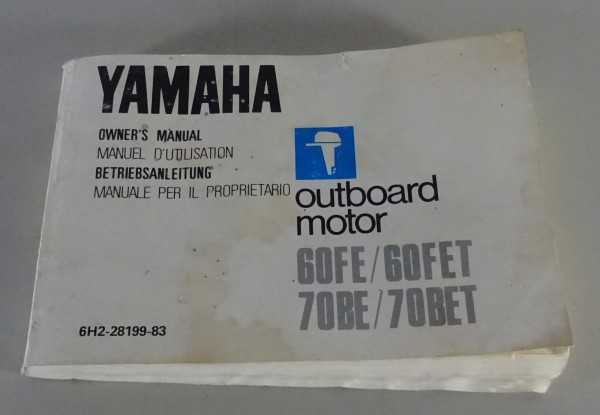 YAMAHA
OWNER'S MANUAL
MANUEL D'UTILISATION
BETRIEBSANLEITUNG
MANUALE PER IL PROPRIETARIO
outboard
motor
60FE/60FET
70BE/70BET
6H2-28199-83